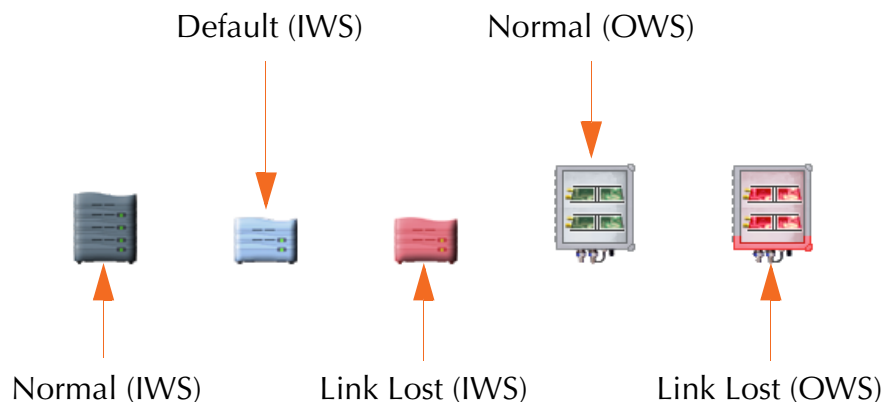 Default (IWS)
Normal (OWS)
Normal (IWS)
Link Lost (IWS)
Link Lost (OWS)